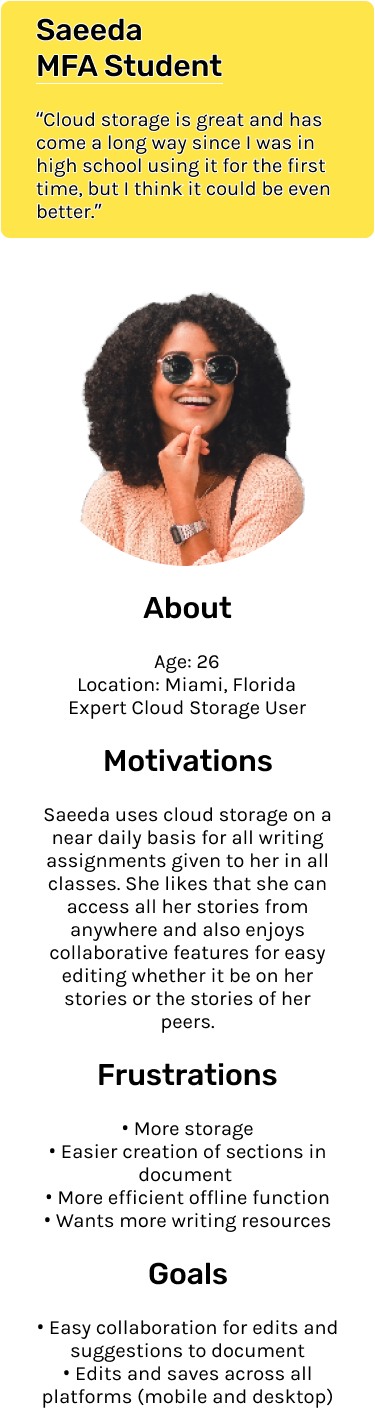 Saeeda
MFA Student
“Cloud storage is great and has
come a long way since I was in
high school using it for the first
time, but I think it could be even
better.”
About
Age: 26
Location: Miami, Florida
Expert Cloud Storage User
Motivations
Saeeda uses cloud storage on a
near daily basis for all writing
assignments given to her in all
classes. She likes that she can
access all her stories from
anywhere and also enjoys
collaborative features for easy
editing whether it be on her
stories or the stories of her
peers.
Frustrations
• More storage
• Easier creation of sections in
document
• More efficient offline function
• Wants more writing resources
Goals
• Easy collaboration for edits and
suggestions to document
• Edits and saves across all
platforms (mobile and desktop)